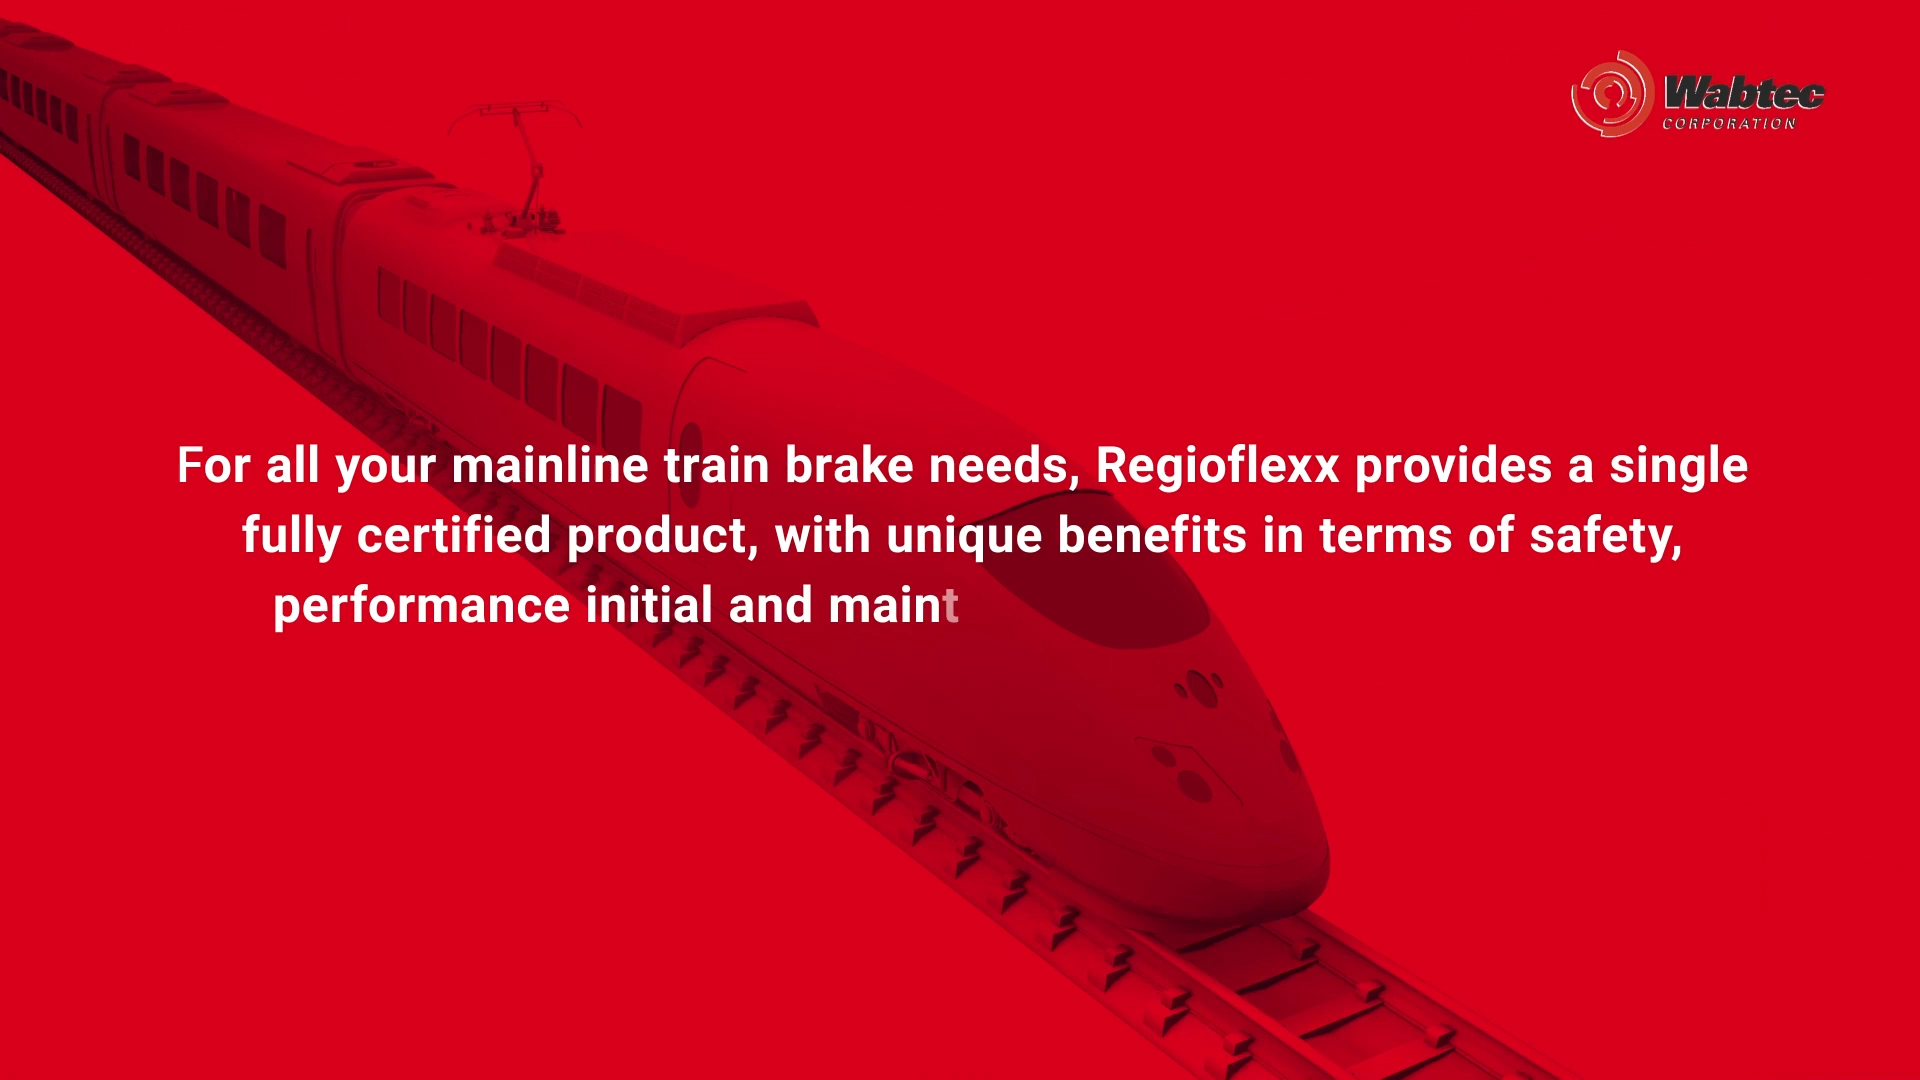 Wabtec
CORPORATION
For all your mainline train brake needs, Regioflexx provides a single
fully certified product, with unique benefits in terms of safety,
performance initial and maint